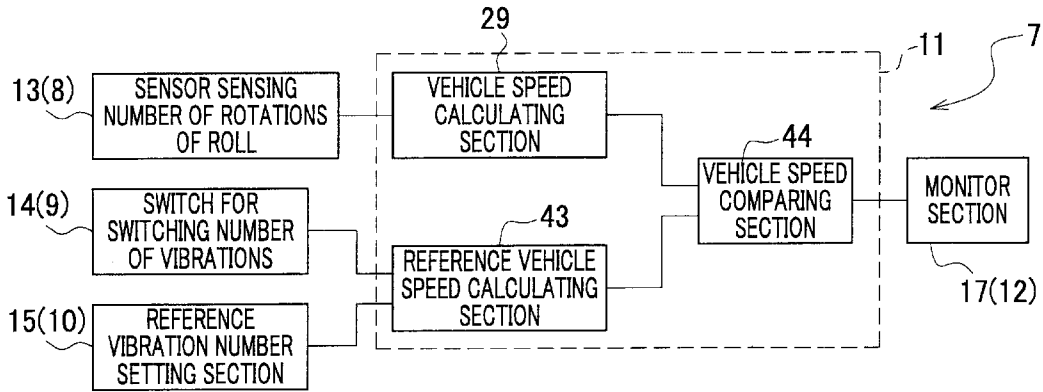 29
11
7
13(8)
SENSOR SENSING
NUMBER OF ROTATIONS
OF ROLL
VEHICLE SPEED
CALCULATING
SECTION
44
VEHICLE SPEED
COMPARING
SECTION
MONITOR
SECTION
17(12)
14(9)
SWITCH FOR
SWITCHING NUMBER
OF VIBRATIONS
43
REFERENCE VEHICLE
SPEED CALCULATING
SECTION
15(10)
REFERENCE
VIBRATION NUMBER
SETTING SECTION